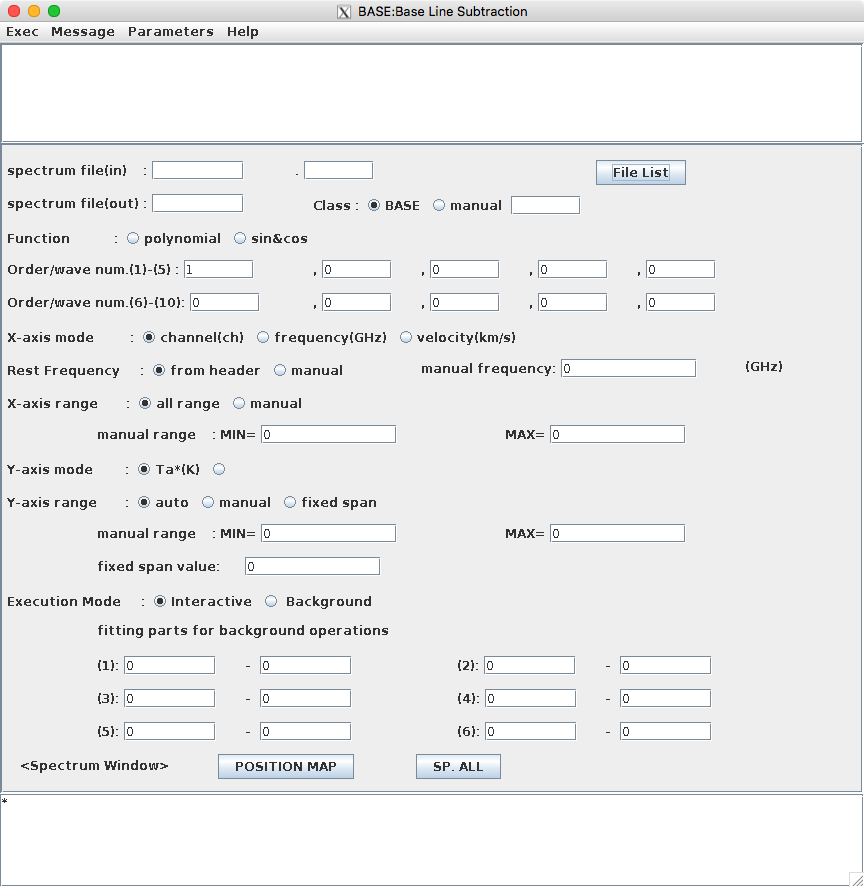 BASE:Base Line Subtraction
Exec Message Parameters Help
spectrum file(in) : . File List
spectrum file(out) : Class : BASE manual
Function : polynomial sin&cos
Order/wave num.(1)-(5) : 1 , 0 , 0 , 0 , 0
Order/wave num.(6)-(10): 0 , 0 , 0 , 0 , 0
X-axis mode : channel(ch) frequency(GHz) velocity(km/s)
Rest Frequency : from header manual manual frequency: 0 (GHz)
X-axis range : all range manual
manual range : MIN= 0 MAX= 0
Y-axis mode : Ta*(K)
Y-axis range : auto manual fixed span
manual range : MIN= 0 MAX= 0
fixed span value: 0
Execution Mode : Interactive Background
fitting parts for background operations
(1): 0 - 0 (2): 0 - 0
(3): 0 - 0 (4): 0 - 0
(5): 0 - 0 (6): 0 - 0
<Spectrum Window> POSITION MAP SP. ALL
*